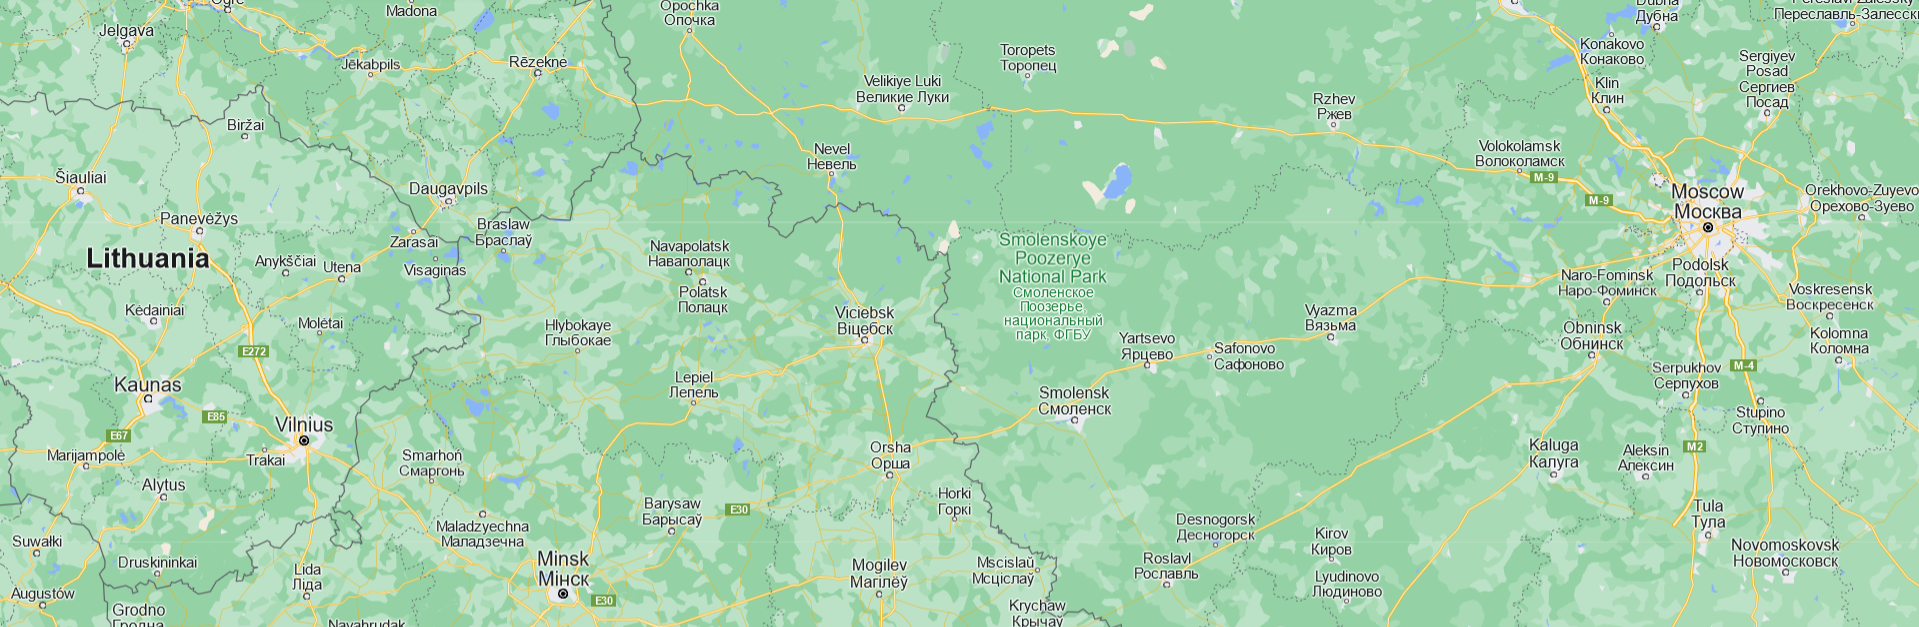 Ogre
Madona
Opochka
Опочка
Дубна
Переславль-Залесск
Jelgava
Jēkabpils
Rēzekne
Toropets
Торопец
Konakovo
Конаково
Sergiyev
Posad
Сергиев
Посад
Velikiye Luki
Великие Луки
Klin
Клин
Rzhev
Ржев
Biržai
Nevel
Невель
Volokolamsk
Волоколамск
M-9
M-9
Šiauliai
Daugavpils
Moscow
Москва
Orekhovo-Zuyevo
Орехово-Зуево
Panevėžys
Braslaw
Браслаў
Zarasai
Lithuania
Anykščiai
Utena
Visaginas
Navapolatsk
Наваполацк
Smolenskoye
Poozerye
National Park
Смоленское
Поозерье,
национальный
парк, ФГБУ
Polatsk
Полацк
Naro-Fominsk
Наро-Фоминск
Podolsk
Подольск
Voskresensk
Воскресенск
Kėdainiai
Molėtai
Hlybokaye
Глыбокае
Viciebsk
Віцебск
Vyazma
Вязьма
Obninsk
Обнинск
Kolomna
Коломна
E272
Yartsevo
Ярцево
Safonovo
Сафоново
M-4
Serpukhov
Серпухов
Kaunas
Lepiel
Лепель
Smolensk
Смоленск
Stupino
Ступино
E85
E67
Vilnius
Marijampolė
Trakai
Smarhoń
Смаргонь
Orsha
Орша
Kaluga
Калуга
Aleksin
Алексин
M2
Alytus
Barysaw
Барысаў
E30
Horki
Горкі
Maladzyechna
Маладзечна
Desnogorsk
Десногорск
Kirov
Киров
Tula
Тула
Suwałki
Druskininkai
Lida
Ліда
Minsk
Мінск
E30
Mogilev
Магілёў
Mscislaŭ
Мсціслаў
Roslavl
Рославль
Lyudinovo
Людиново
Novomoskovsk
Новомосковск
Augustów
Grodno
Гродна
Navahrudak
Krychaw
Крычаў